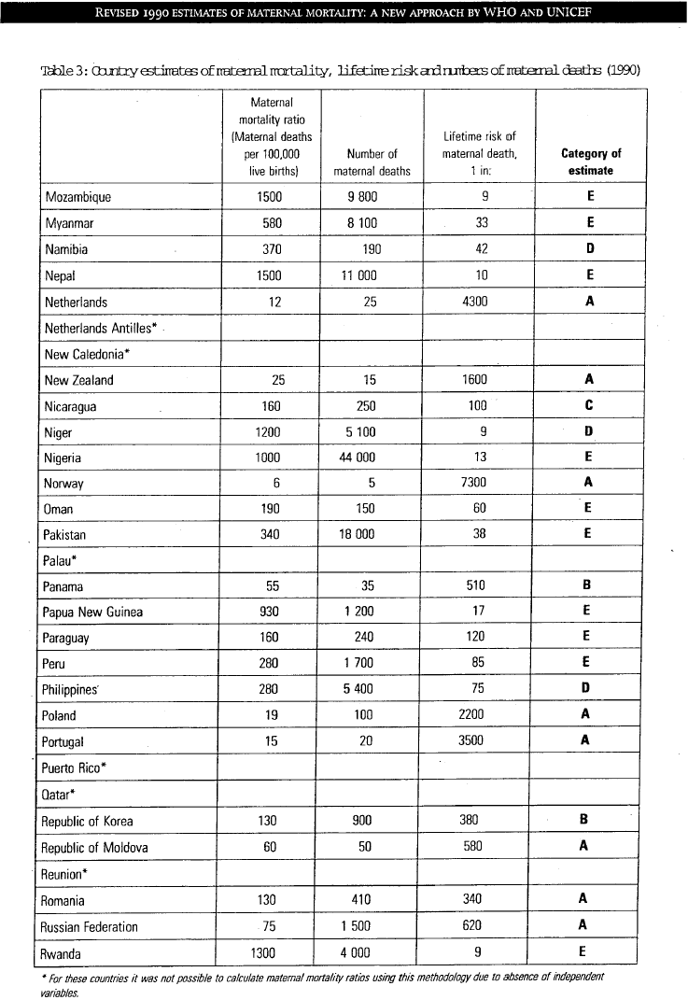 REVISED 1990 ESTIMATES OF MATERNAL MORTALITY: A NEW APPROACH BY WHO AND UNICEF
Table 3: Country estimates of maternal mortality, lifetime risk and numbers of maternal deaths (1990)
Maternal
mortality ratio
(Maternal deaths
per 100,000
live births)
Number of
maternal deaths
Lifetime risk of
maternal death,
1 in:
Category of
estimate
Mozambique 1500 9 800 9 E
Myanmar 580 8 100 33 E
Namibia 370 190 42 D
Nepal 1500 11 000 10 E
Netherlands 12 25 4300 A
Netherlands Antilles*
New Caledonia*
New Zealand 25 15 1600 A
Nicaragua 160 250 100 C
Niger 1200 5 100 9 D
Nigeria 1000 44 000 13 E
Norway 6 5 7300 A
Oman 190 150 60 E
Pakistan 340 18 000 38 E
Palau*
Panama 55 35 510 B
Papua New Guinea 930 1 200 17 E
Paraguay 160 240 120 E
Peru 280 1 700 85 E
Philippines 280 5 400 75 D
Poland 19 100 2200 A
Portugal 15 20 3500 A
Puerto Rico*
Qatar*
Republic of Korea 130 900 380 B
Republic of Moldova 60 50 580 A
Reunion*
Romania 130 410 340 A
Russian Federation 75 1 500 620 A
Rwanda 1300 4 000 9 E
* For these countries it was not possible to calculate maternal mortality ratios using this methodology due to absence of independent
variables.